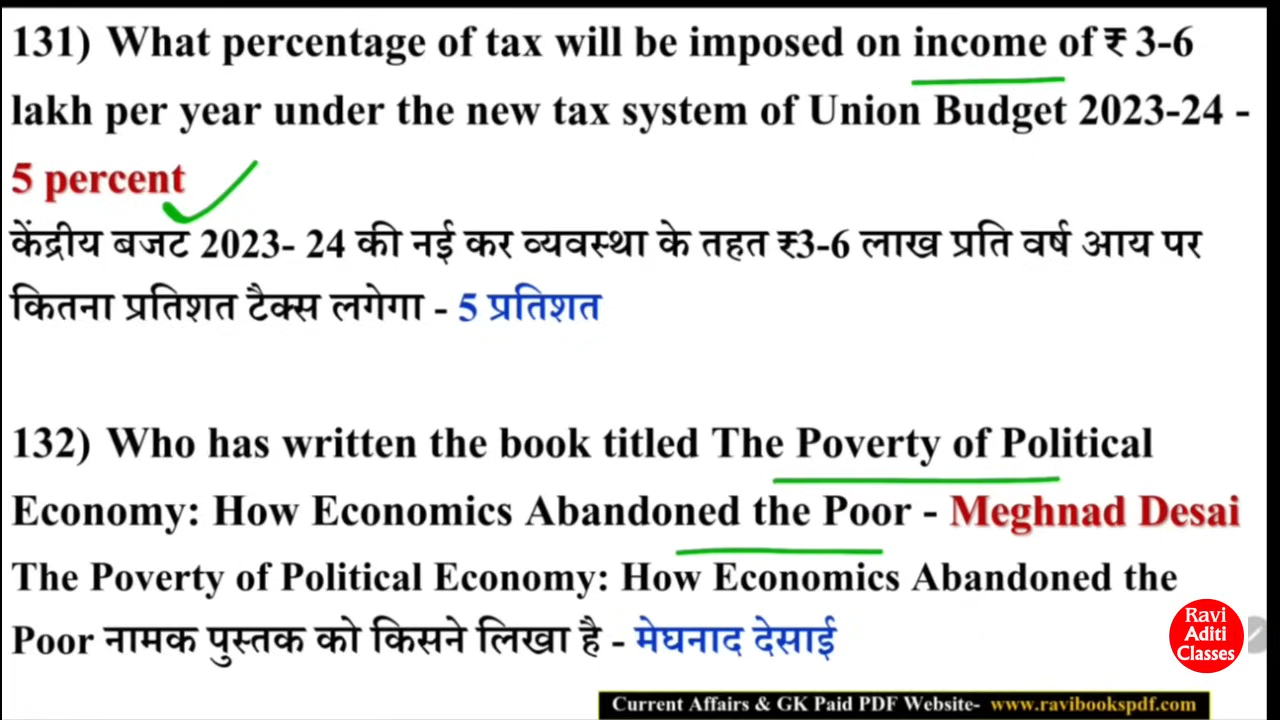 131) What percentage of tax will be imposed on income of ₹ 3-6
lakh per year under the new tax system of Union Budget 2023-24 -
5 percent
केंद्रीय बजट 2023- 24 की नई कर व्यवस्था के तहत ₹3-6 लाख प्रति वर्ष आय पर
कितना प्रतिशत टैक्स लगेगा - 5 प्रतिशत
132) Who has written the book titled The Poverty of Political
Economy: How Economics Abandoned the Poor - Meghnad Desai
The Poverty of Political Economy: How Economics Abandoned the
Poor नामक पुस्तक को किसने लिखा है - मेघनाद देसाई
Ravi
Aditi
Classes
Current Affairs & GK Paid PDF Website- www.ravibookspdf.com